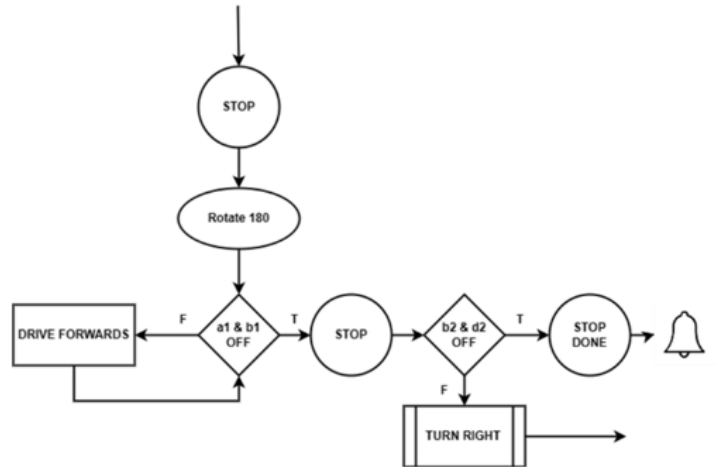 STOP
Rotate 180
F
a1 & b1
OFF
T
DRIVE FORWARDS
STOP
b2 & d2
OFF
T
STOP
DONE
F
TURN RIGHT